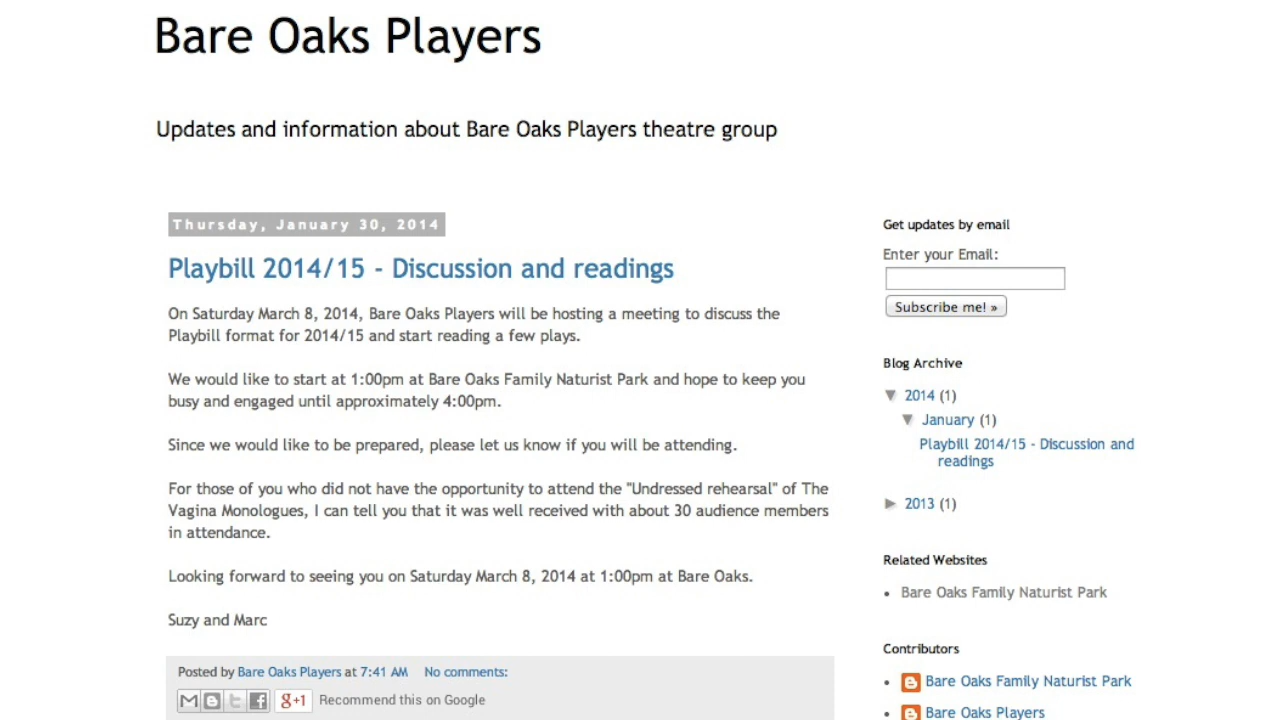 Bare Oaks Players
Updates and information about Bare Oaks Players theatre group
Thursday, January 30, 2014
Playbill 2014/15 - Discussion and readings
On Saturday March 8, 2014, Bare Oaks Players will be hosting a meeting to discuss the
Playbill format for 2014/15 and start reading a few plays.
We would like to start at 1:00pm at Bare Oaks Family Naturist Park and hope to keep you
busy and engaged until approximately 4:00pm.
Since we would like to be prepared, please let us know if you will be attending.
For those of you who did not have the opportunity to attend the "Undressed rehearsal" of The
Vagina Monologues, I can tell you that it was well received with about 30 audience members
in attendance.
Looking forward to seeing you on Saturday March 8, 2014 at 1:00pm at Bare Oaks.
Suzy and Marc
Posted by Bare Oaks Players at 7:41 AM No comments:
g+1 Recommend this on Google
Get updates by email
Enter your Email:
Subscribe me! »
Blog Archive
▼ 2014 (1)
▼ January (1)
Playbill 2014/15 - Discussion and
readings
► 2013 (1)
Related Websites
• Bare Oaks Family Naturist Park
Contributors
• Bare Oaks Family Naturist Park
• Bare Oaks Players